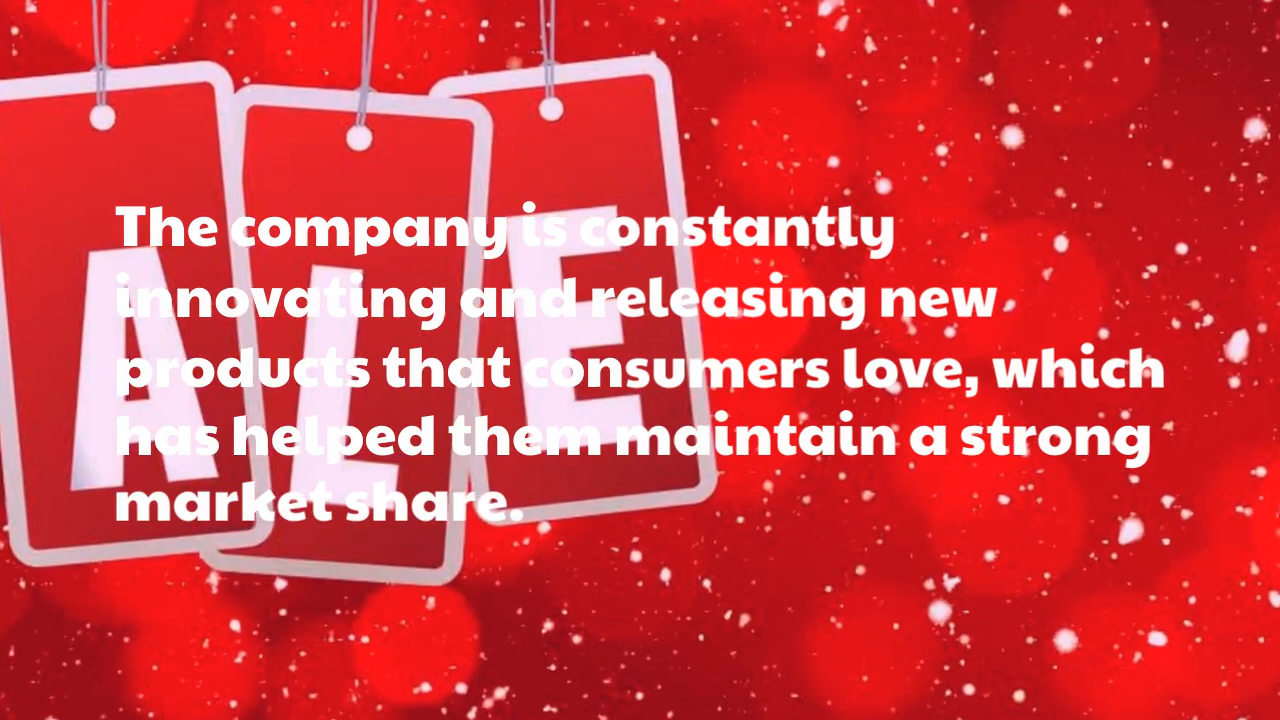 A L E
The company is constantly
innovating and releasing new
products that consumers love, which
has helped them maintain a strong
market share.